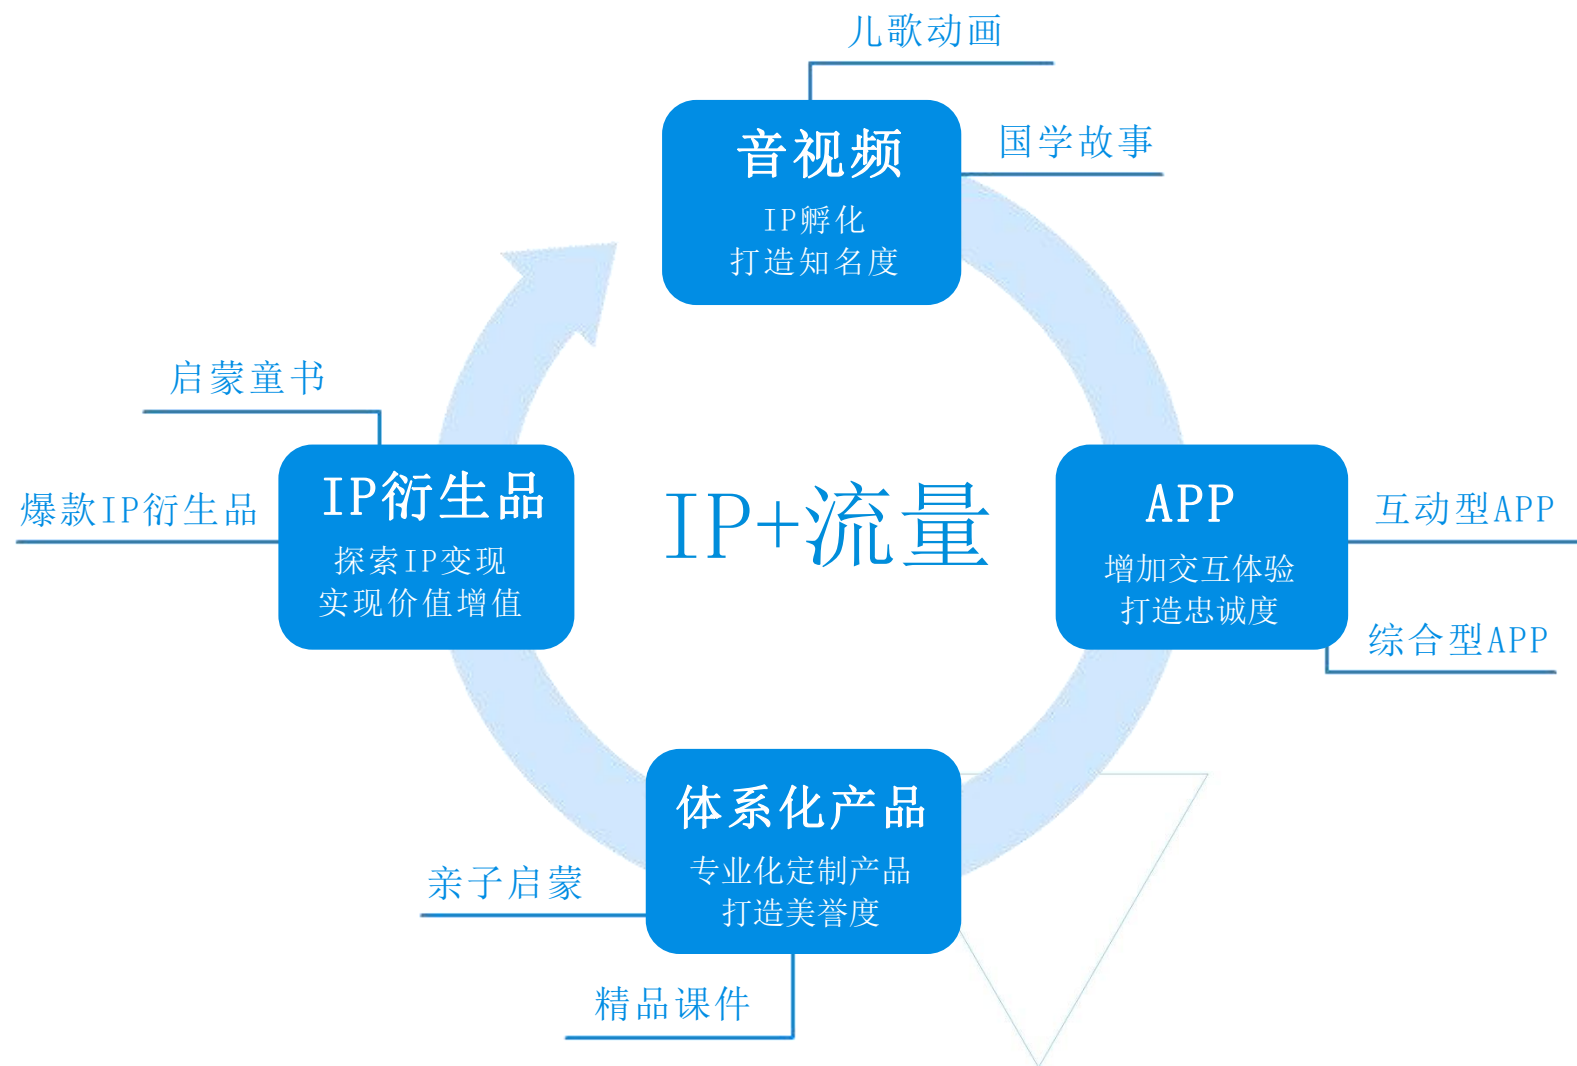 儿歌动画
音视频
国学故事
IP孵化
打造知名度
启蒙童书
IP衍生品
爆款IP衍生品
探索IP变现
实现价值增值
IP+流量
APP
互动型APP
增加交互体验
打造忠诚度
综合型APP
体系化产品
专业化定制产品
打造美誉度
亲子启蒙
精品课件